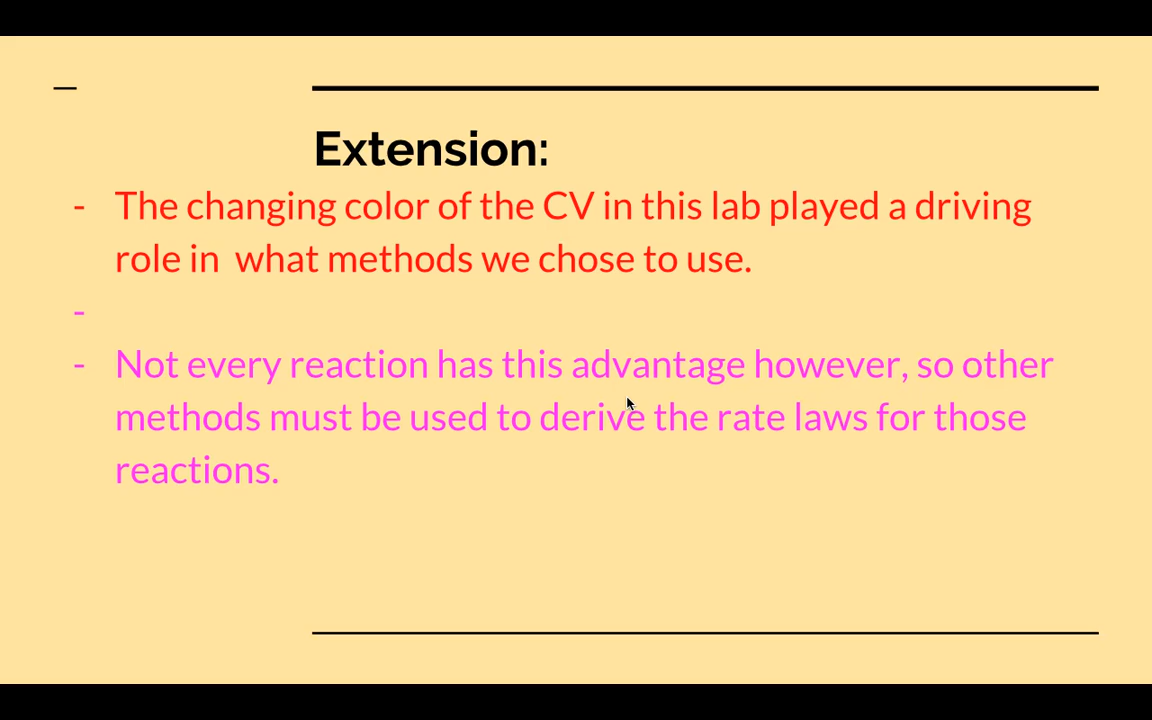 Extension:
- The changing color of the CV in this lab played a driving
role in  what methods we chose to use.
-
- Not every reaction has this advantage however, so other
methods must be used to derive the rate laws for those
reactions.